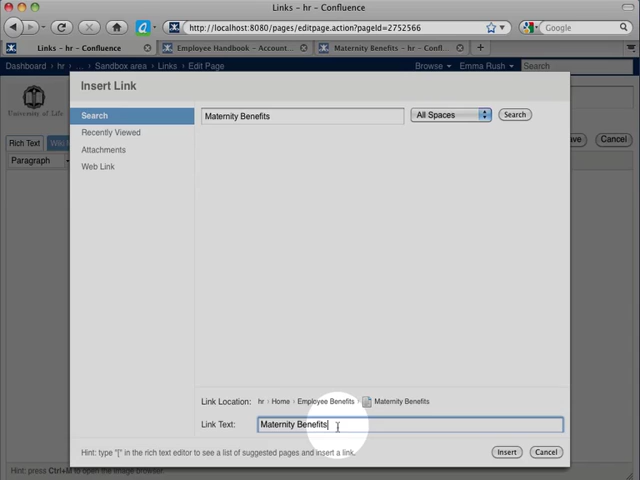 Links - hr - Confluence
http://localhost:8080/pages/editpage.action?pageId=2752566
Google
Links - hr - Confluence
Employee Handbook - Account...
Maternity Benefits - hr - Confl...
Dashboard › hr › ... › Sandbox area › Links › Edit Page
Browse
Emma Rush
Search
University of Life
Rich Text
Wiki
Save
Cancel
Paragraph
Insert Link
Search
Recently Viewed
Attachments
Web Link
Maternity Benefits
All Spaces
Search
Link Location: hr › Home › Employee Benefits › Maternity Benefits
Link Text: Maternity Benefits
Hint: type "[" in the rich text editor to see a list of suggested pages and insert a link.
Insert
Cancel
Hint: press Ctrl+M to open the image browser.